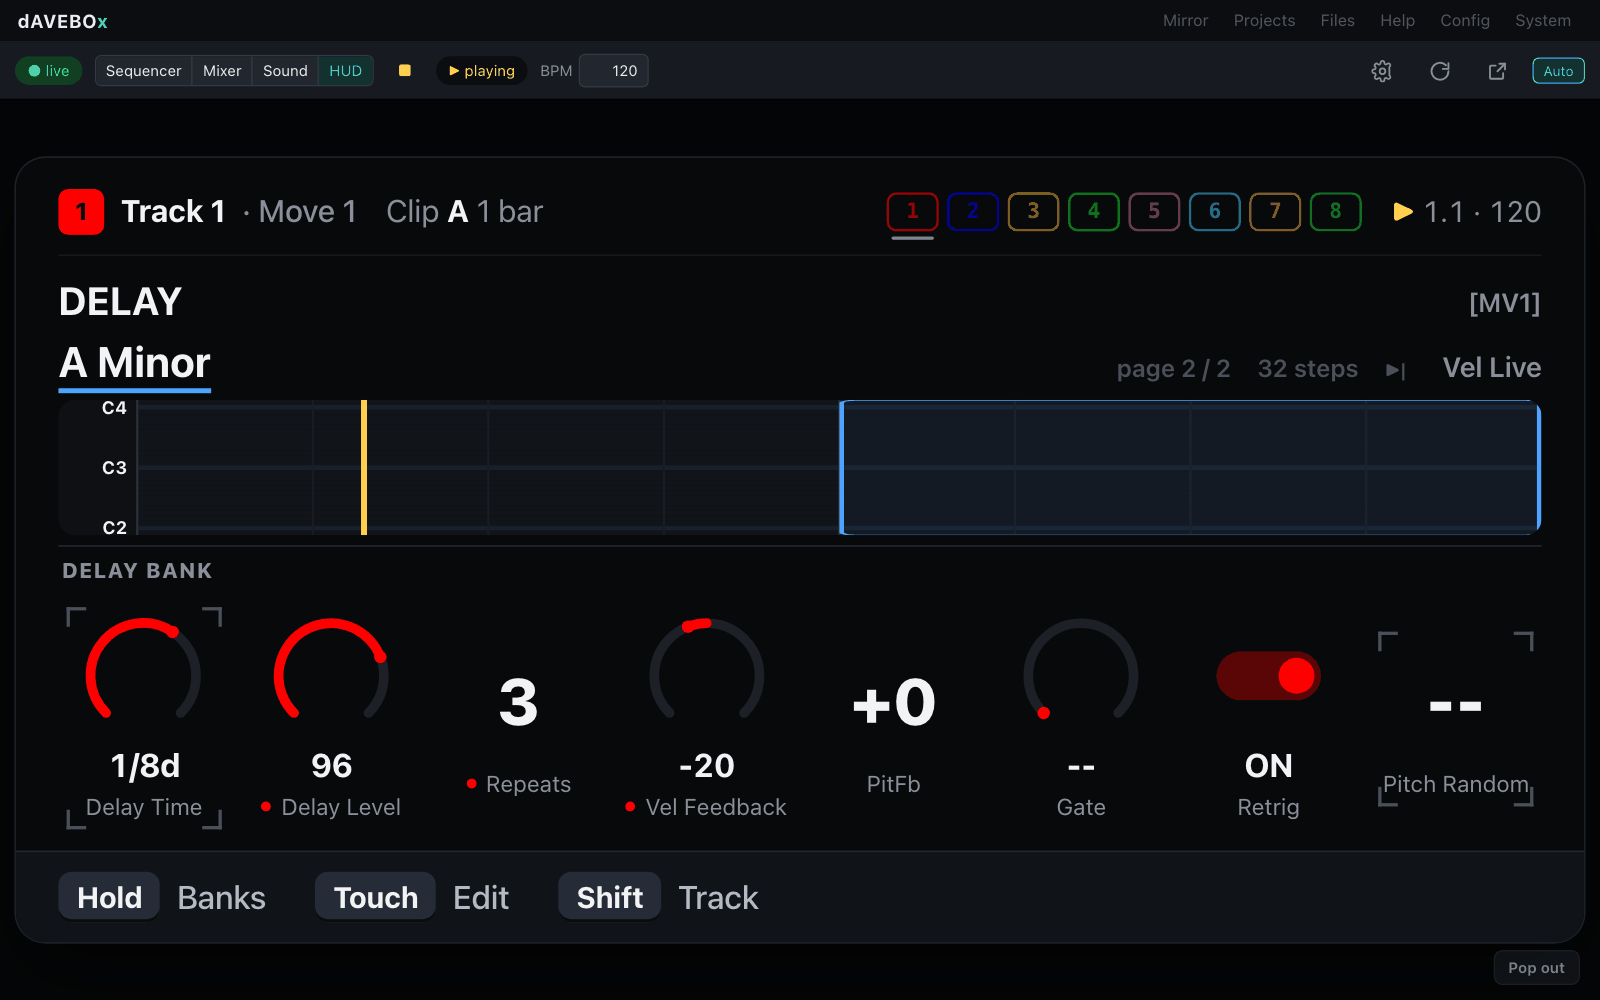 dAVEBOx Mirror Projects Files Help Config System
live Sequencer Mixer Sound HUD playing BPM 120 Auto
1 Track 1 · Move 1 Clip A 1 bar 1 2 3 4 5 6 7 8 1.1 · 120
DELAY [MV1]
A Minor page 2 / 2 32 steps Vel Live
C4
C3
C2
DELAY BANK
3 +0 --
1/8d 96 -20 -- ON
Repeats PitFb Pitch Random
Delay Time Delay Level Vel Feedback Gate Retrig
Hold Banks Touch Edit Shift Track
Pop out